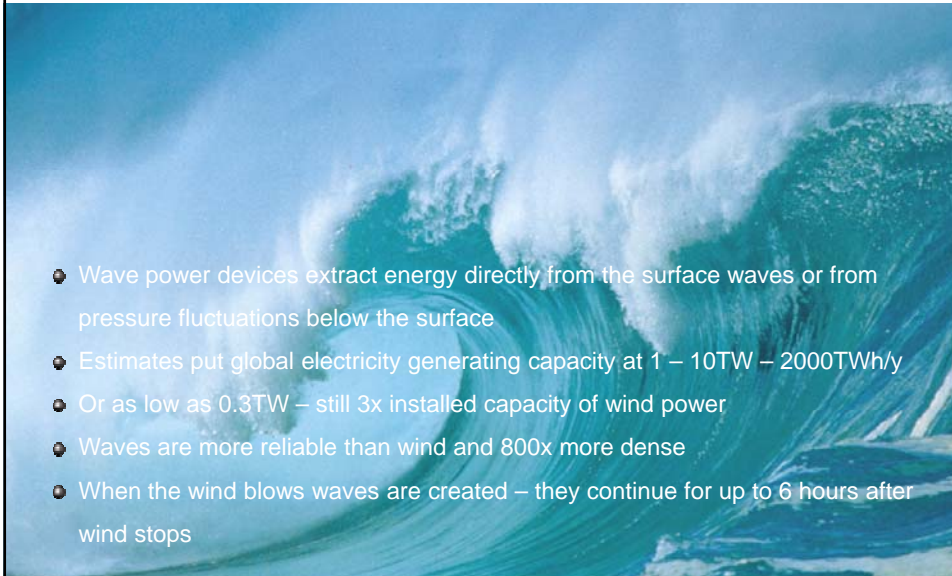 Wave power devices extract energy directly from the surface waves or from
pressure fluctuations below the surface
Estimates put global electricity generating capacity at 1 – 10TW – 2000TWh/y
Or as low as 0.3TW – still 3x installed capacity of wind power
Waves are more reliable than wind and 800x more dense
When the wind blows waves are created – they continue for up to 6 hours after
wind stops